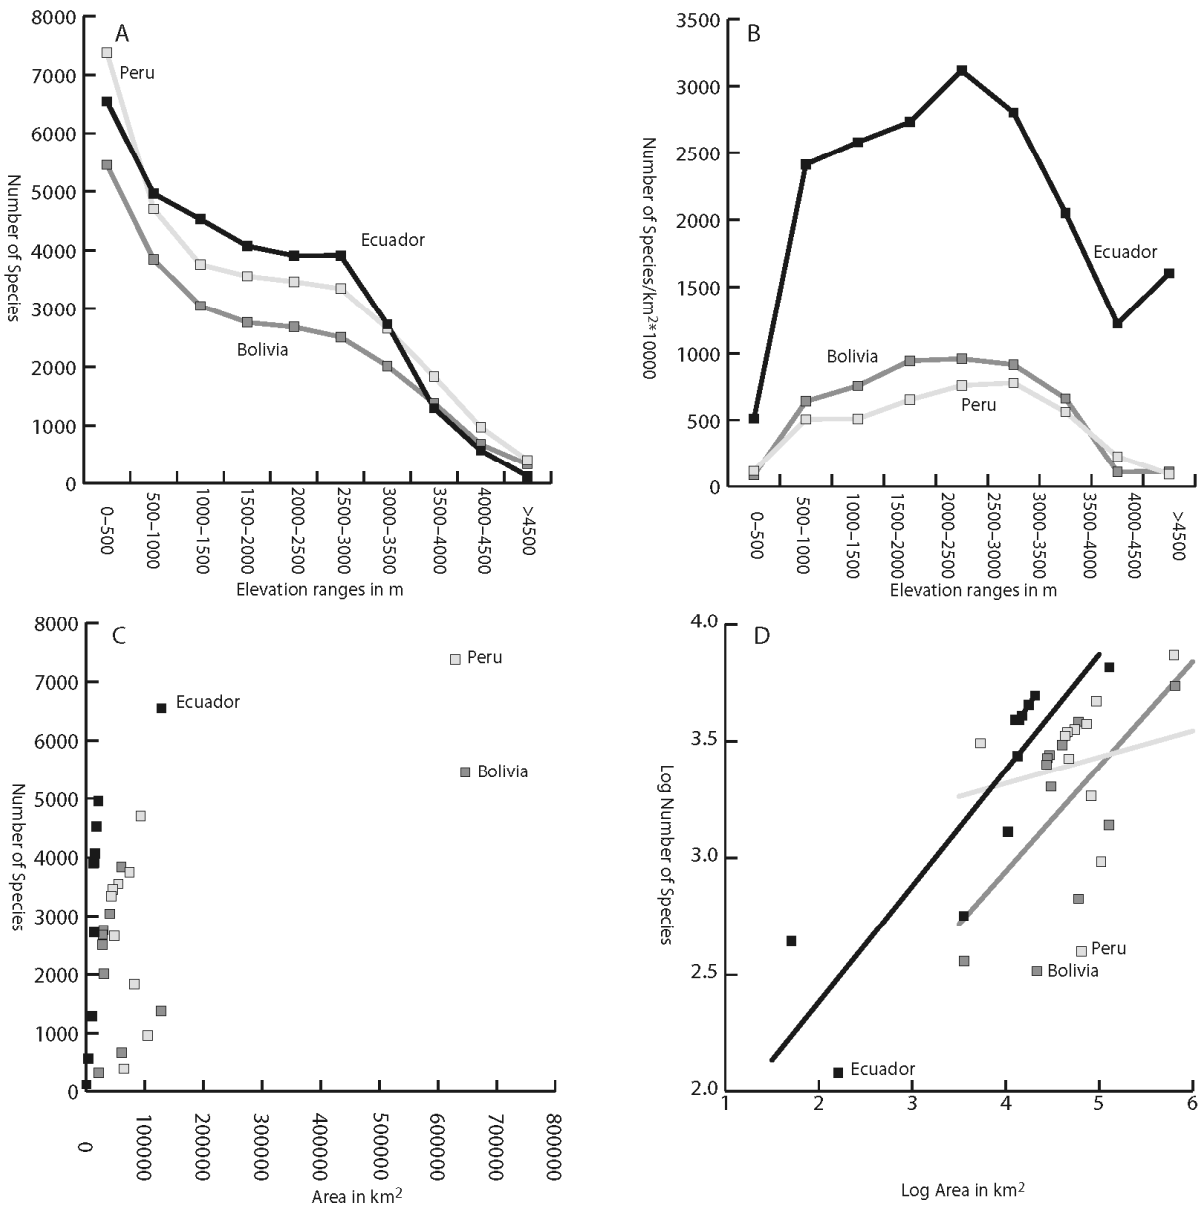 A
8000
7000
6000
5000
4000
3000
2000
1000
0
Number of Species
Peru
Ecuador
Bolivia
0–500
500–1000
1000–1500
1500–2000
2000–2500
2500–3000
3000–3500
3500–4000
4000–4500
>4500
Elevation ranges in m
B
3500
3000
2500
2000
1500
1000
500
0
Number of Species/km²*10000
Ecuador
Bolivia
Peru
0–500
500–1000
1000–1500
1500–2000
2000–2500
2500–3000
3000–3500
3500–4000
4000–4500
>4500
Elevation ranges in m
C
8000
7000
6000
5000
4000
3000
2000
1000
0
Number of Species
Peru
Ecuador
Bolivia
0
100000
200000
300000
400000
500000
600000
700000
800000
Area in km²
D
4.0
3.5
3.0
2.5
2.0
Log Number of Species
Peru
Bolivia
Ecuador
1
2
3
4
5
6
Log Area in km²